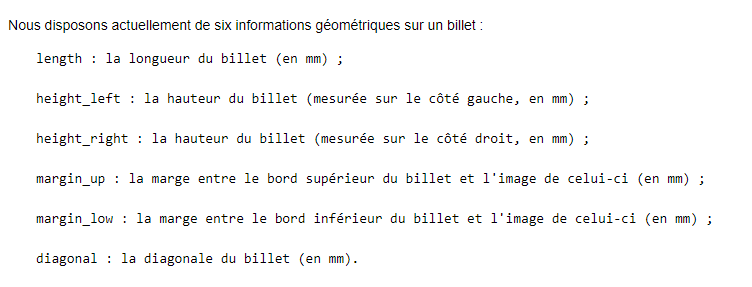 Nous disposons actuellement de six informations géométriques sur un billet :
length : la longueur du billet (en mm) ;
height_left : la hauteur du billet (mesurée sur le côté gauche, en mm) ;
height_right : la hauteur du billet (mesurée sur le côté droit, en mm) ;
margin_up : la marge entre le bord supérieur du billet et l'image de celui-ci (en mm) ;
margin_low : la marge entre le bord inférieur du billet et l'image de celui-ci (en mm) ;
diagonal : la diagonale du billet (en mm).